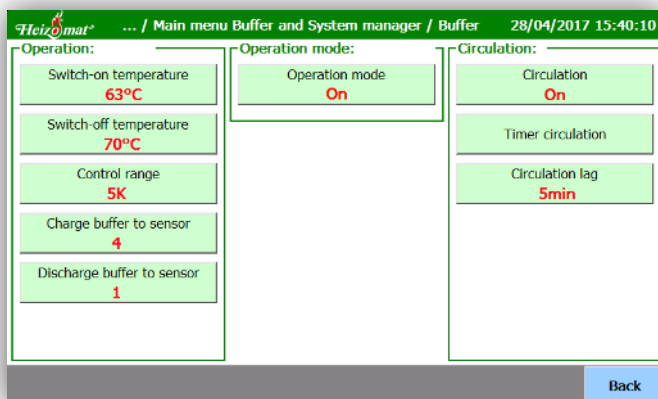 Heizomat ... / Main menu Buffer and System manager / Buffer 28/04/2017 15:40:10
Operation:
Switch-on temperature
63°C
Switch-off temperature
70°C
Control range
5K
Charge buffer to sensor
4
Discharge buffer to sensor
1
Operation mode:
Operation mode
On
Circulation:
Circulation
On
Timer circulation
Circulation lag
5min
Back